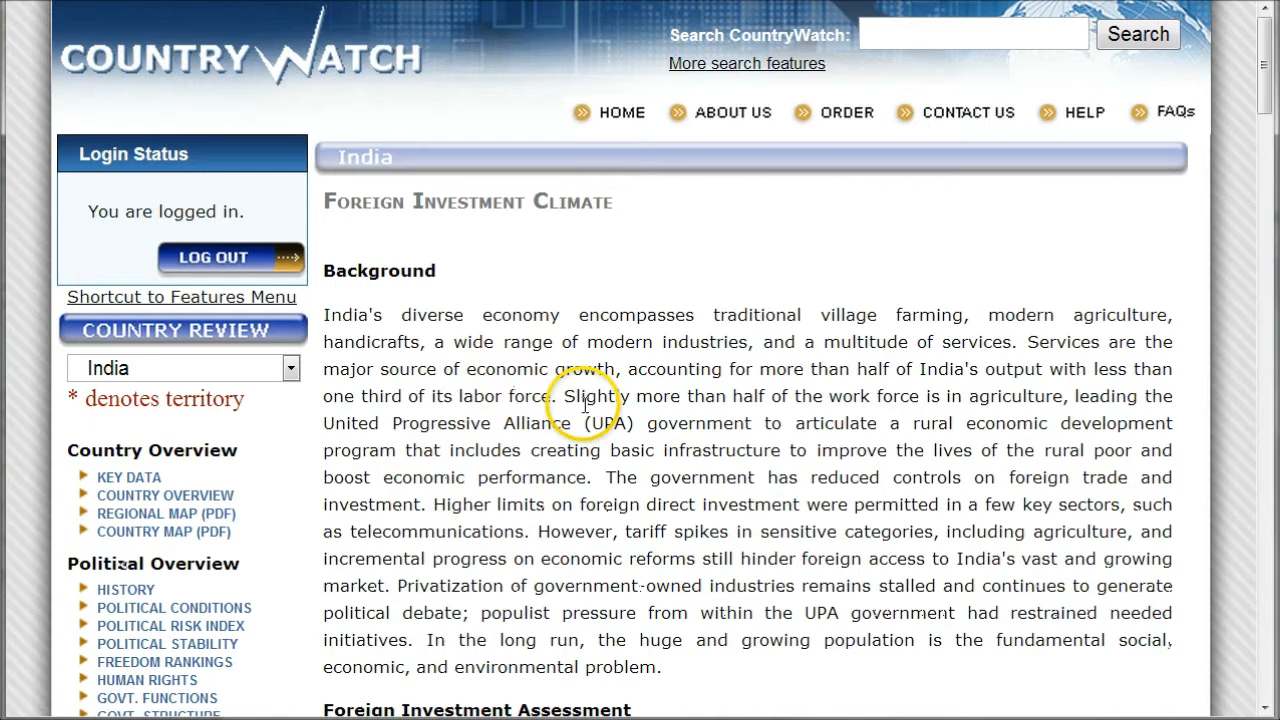 COUNTRYWATCH
Search CountryWatch:
Search
More search features
HOME
ABOUT US
ORDER
CONTACT US
HELP
FAQs
Login Status
You are logged in.
LOG OUT
Shortcut to Features Menu
COUNTRY REVIEW
India
* denotes territory
Country Overview
KEY DATA
COUNTRY OVERVIEW
REGIONAL MAP (PDF)
COUNTRY MAP (PDF)
Political Overview
HISTORY
POLITICAL CONDITIONS
POLITICAL RISK INDEX
POLITICAL STABILITY
FREEDOM RANKINGS
HUMAN RIGHTS
GOVT. FUNCTIONS
GOVT. STRUCTURE
India
Foreign Investment Climate
Background
India's diverse economy encompasses traditional village farming, modern agriculture,
handicrafts, a wide range of modern industries, and a multitude of services. Services are the
major source of economic growth, accounting for more than half of India's output with less than
one third of its labor force. Slightly more than half of the work force is in agriculture, leading the
United Progressive Alliance (UPA) government to articulate a rural economic development
program that includes creating basic infrastructure to improve the lives of the rural poor and
boost economic performance. The government has reduced controls on foreign trade and
investment. Higher limits on foreign direct investment were permitted in a few key sectors, such
as telecommunications. However, tariff spikes in sensitive categories, including agriculture, and
incremental progress on economic reforms still hinder foreign access to India's vast and growing
market. Privatization of government-owned industries remains stalled and continues to generate
political debate; populist pressure from within the UPA government had restrained needed
initiatives. In the long run, the huge and growing population is the fundamental social,
economic, and environmental problem.
Foreign Investment Assessment